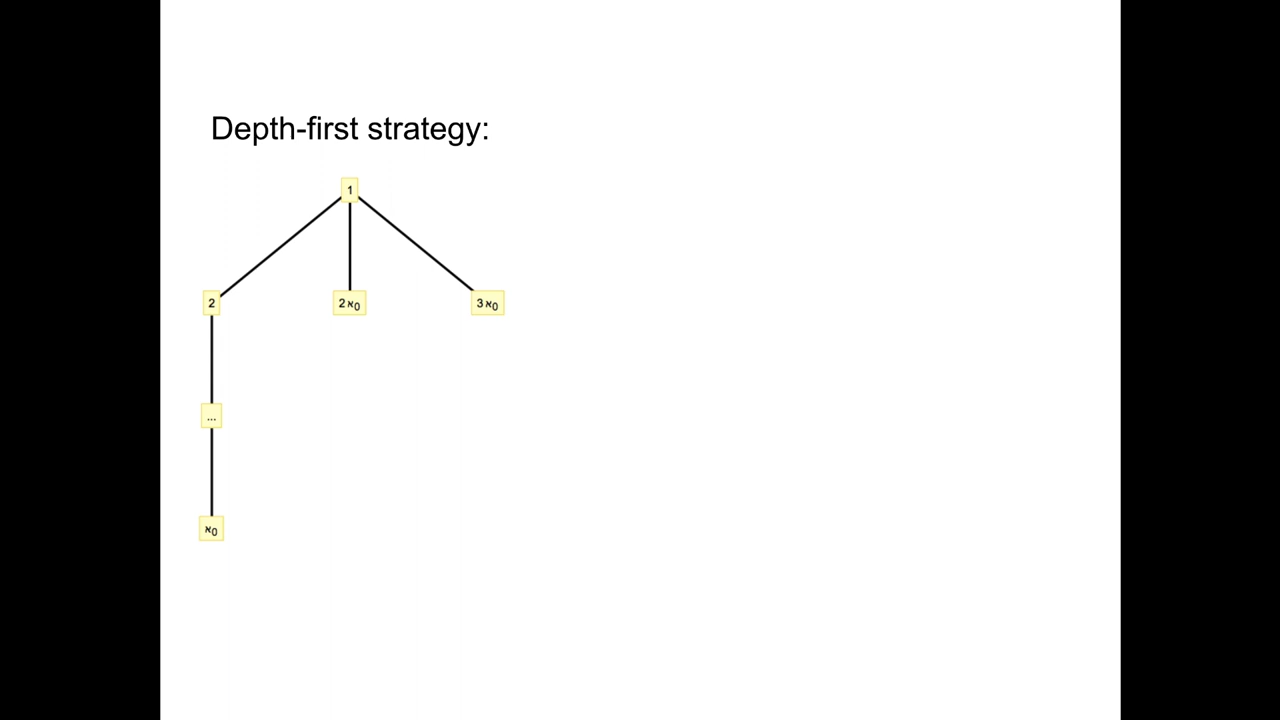 Depth-first strategy:
1
2 2ℵ₀ 3ℵ₀
...
ℵ₀